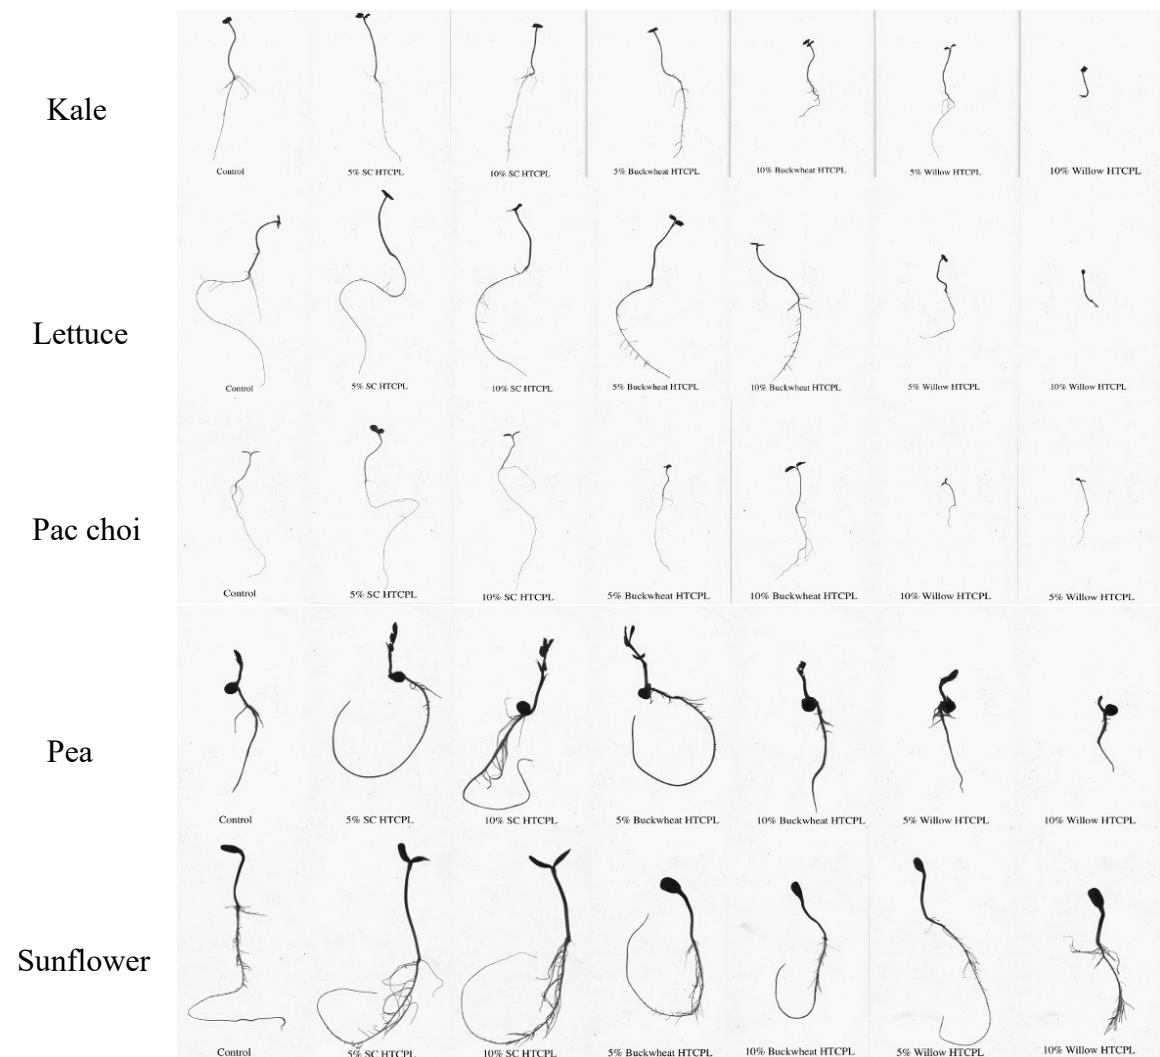 Kale
Control
5% SC HTCPL
10% SC HTCPL
5% Buckwheat HTCPL
10% Buckwheat HTCPL
5% Willow HTCPL
10% Willow HTCPL
Lettuce
Control
5% SC HTCPL
10% SC HTCPL
5% Buckwheat HTCPL
10% Buckwheat HTCPL
5% Willow HTCPL
10% Willow HTCPL
Pac choi
Control
5% SC HTCPL
10% SC HTCPL
5% Buckwheat HTCPL
10% Buckwheat HTCPL
10% Willow HTCPL
5% Willow HTCPL
Pea
Control
5% SC HTCPL
10% SC HTCPL
5% Buckwheat HTCPL
10% Buckwheat HTCPL
5% Willow HTCPL
10% Willow HTCPL
Sunflower
Control
5% SC HTCPL
10% SC HTCPL
5% Buckwheat HTCPL
10% Buckwheat HTCPL
5% Willow HTCPL
10% Willow HTCPL